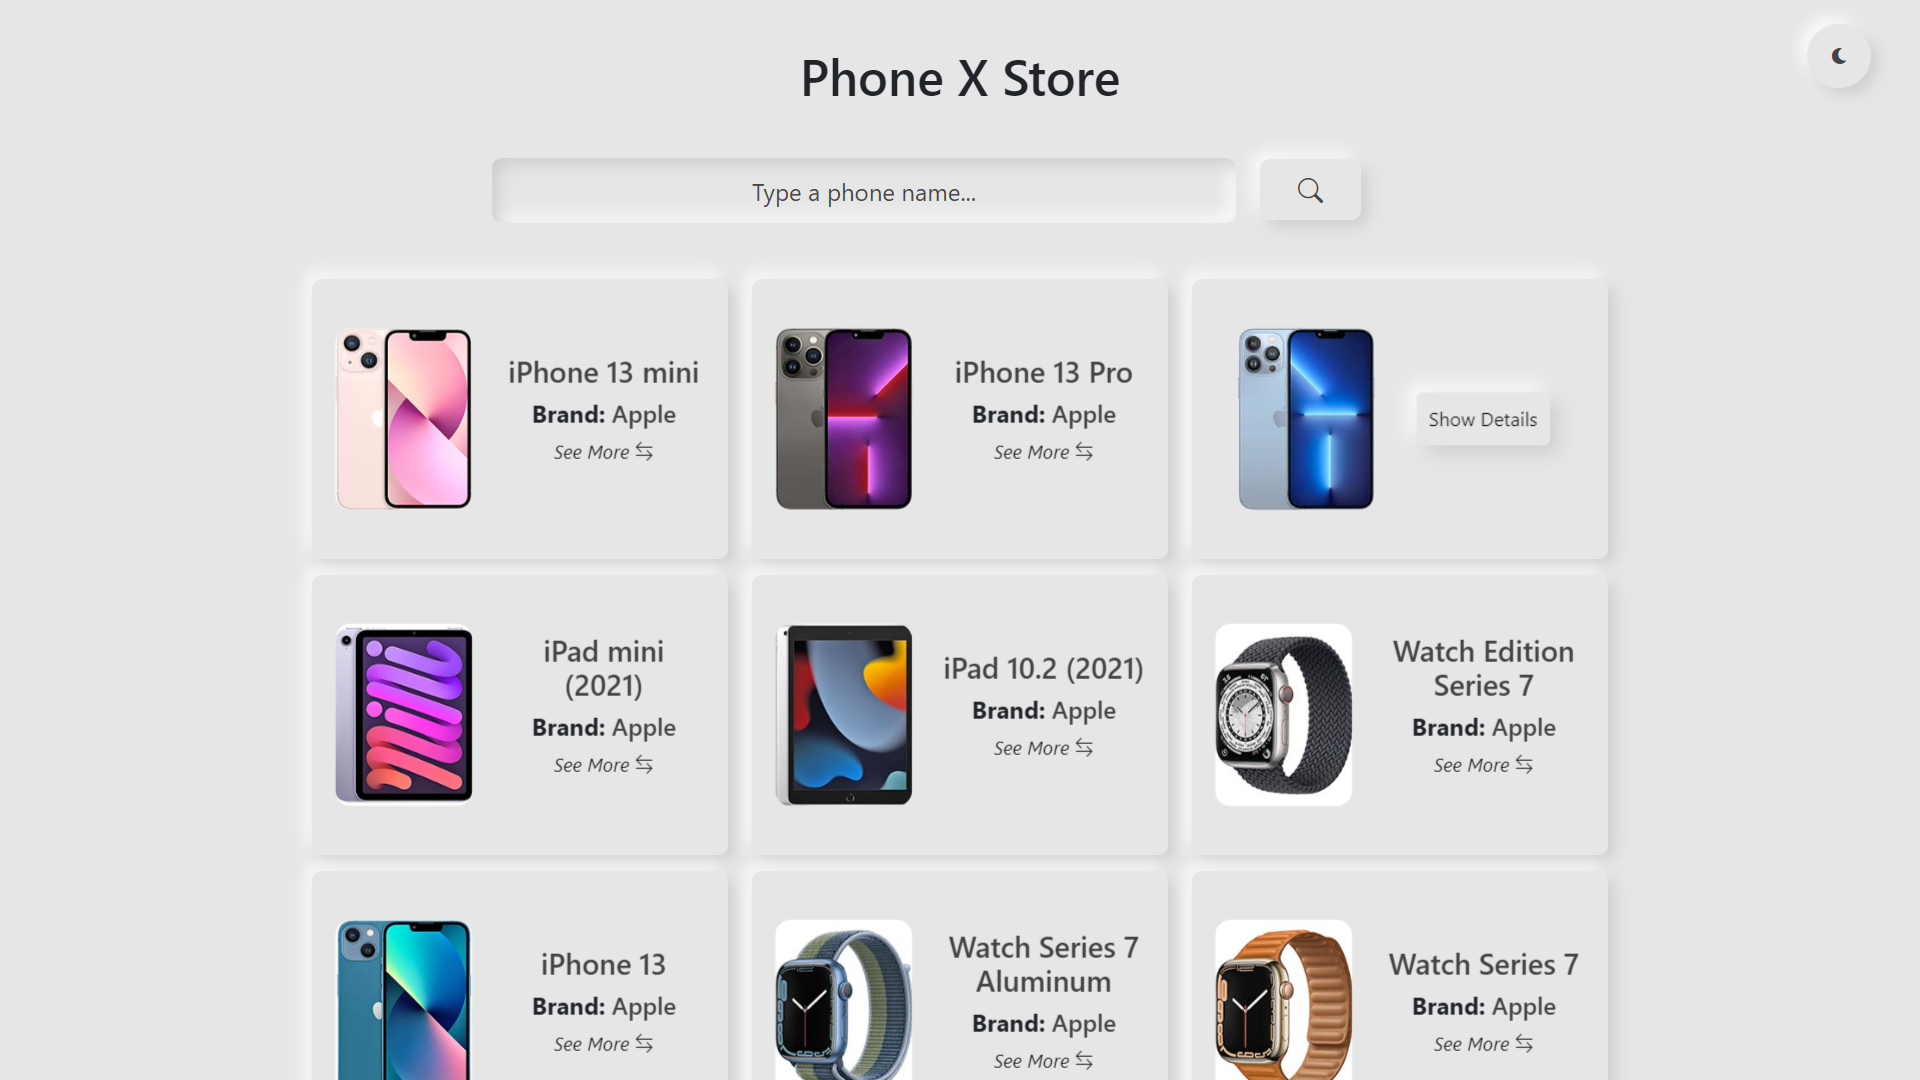 Phone X Store
Type a phone name...
iPhone 13 mini
Brand: Apple
See More
iPhone 13 Pro
Brand: Apple
See More
Show Details
iPad mini
(2021)
Brand: Apple
See More
iPad 10.2 (2021)
Brand: Apple
See More
Watch Edition
Series 7
Brand: Apple
See More
iPhone 13
Brand: Apple
See More
Watch Series 7
Aluminum
Brand: Apple
See More
Watch Series 7
Brand: Apple
See More